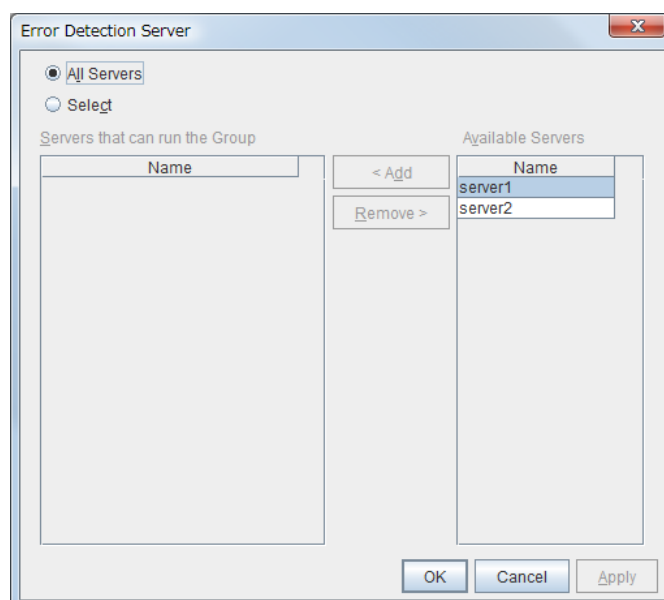 Error Detection Server
All Servers
Select
Servers that can run the Group
Available Servers
Name
< Add
Name
server1
Remove >
server2
OK
Cancel
Apply